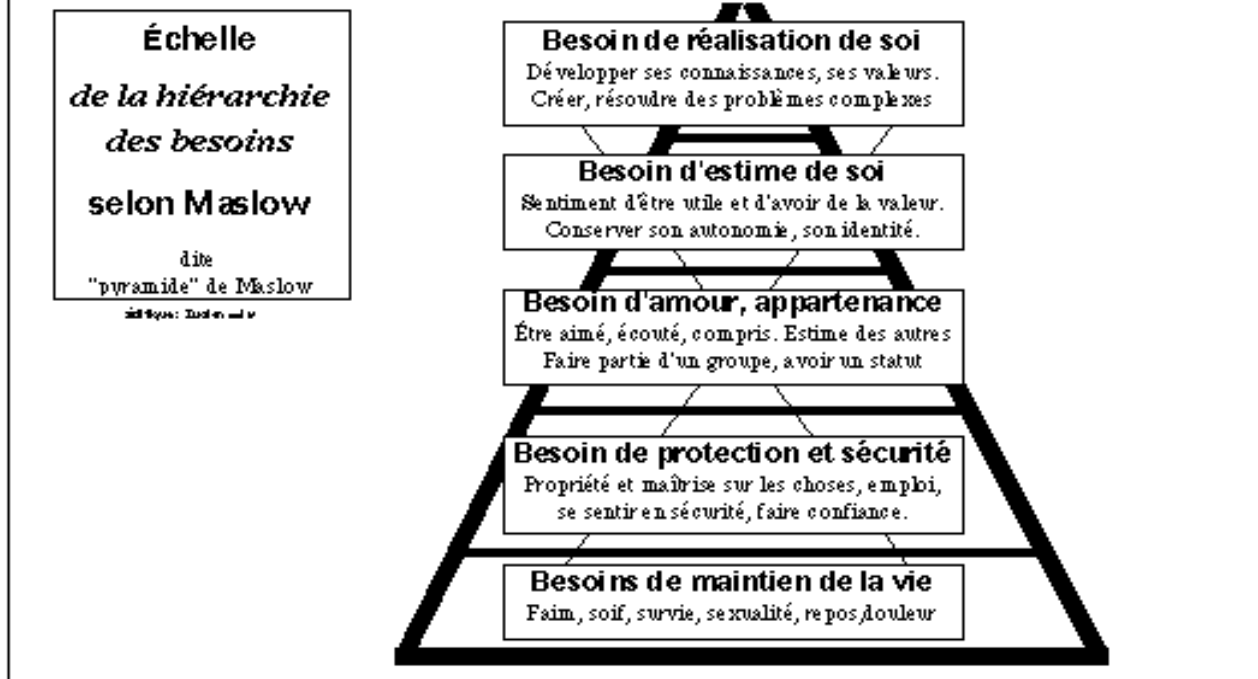 Échelle
de la hiérarchie
des besoins
selon Maslow
dite
"pyramide" de Maslow
Besoin de réalisation de soi
Développer ses connaissances, ses valeurs.
Créer, résoudre des problèmes complexes
Besoin d'estime de soi
Sentiment d'être utile et d'avoir de la valeur.
Conserver son autonomie, son identité.
Besoin d'amour, appartenance
Être aimé, écouté, compris. Estime des autres
Faire partie d'un groupe, avoir un statut
Besoin de protection et sécurité
Propriété et maîtrise sur les choses, emploi,
se sentir en sécurité, faire confiance.
Besoins de maintien de la vie
Faim, soif, survie, sexualité, repos,douleur